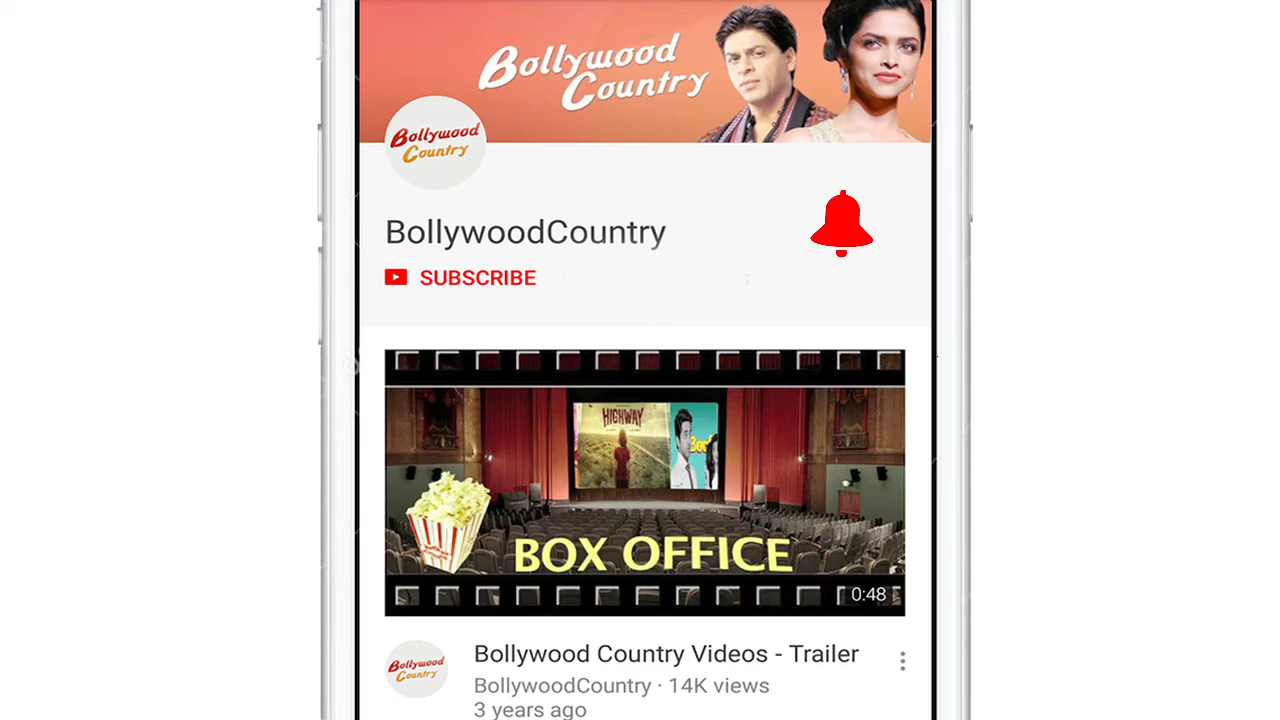 Bollywood
Country
Bollywood
Country
BollywoodCountry
SUBSCRIBE
HIGHWAY
BOX OFFICE
0:48
Bollywood
Country
Bollywood Country Videos - Trailer
BollywoodCountry · 14K views
3 years ago